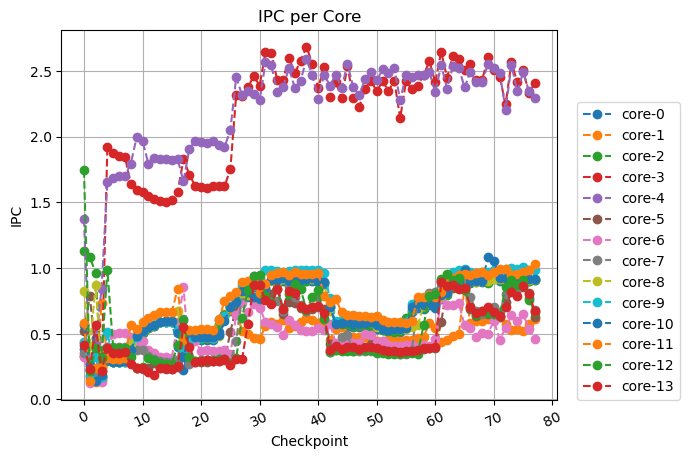 IPC per Core
IPC
2.5
2.0
1.5
1.0
0.5
0.0
0
10
20
30
40
50
60
70
80
Checkpoint
core-0
core-1
core-2
core-3
core-4
core-5
core-6
core-7
core-8
core-9
core-10
core-11
core-12
core-13